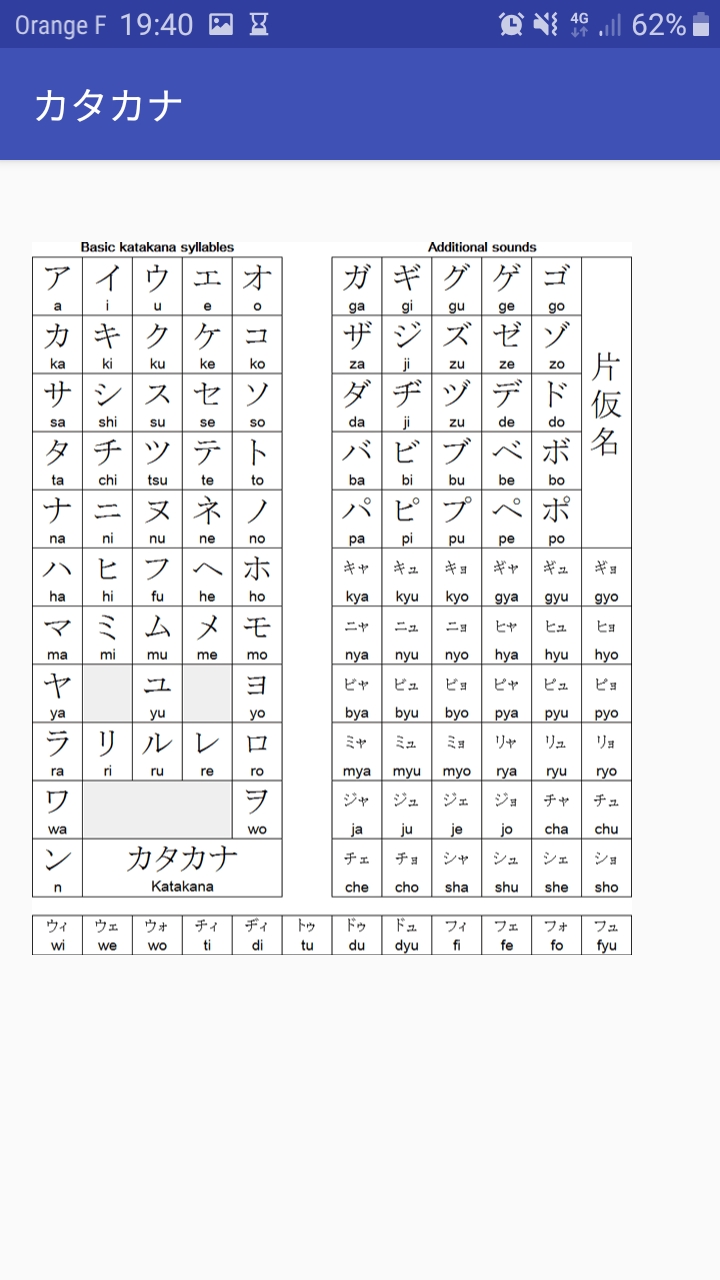 Orange F 19:40 4G 62%
カタカナ
Basic katakana syllables
ア イ ウ エ オ
a i u e o
カ キ ク ケ コ
ka ki ku ke ko
サ シ ス セ ソ
sa shi su se so
タ チ ツ テ ト
ta chi tsu te to
ナ ニ ヌ ネ ノ
na ni nu ne no
ハ ヒ フ ヘ ホ
ha hi fu he ho
マ ミ ム メ モ
ma mi mu me mo
ヤ ユ ヨ
ya yu yo
ラ リ ル レ ロ
ra ri ru re ro
ワ ヲ
wa wo
ン カタカナ
n Katakana
Additional sounds
ガ ギ グ ゲ ゴ
ga gi gu ge go
ザ ジ ズ ゼ ゾ
za ji zu ze zo
ダ ヂ ヅ デ ド
da ji zu de do
バ ビ ブ ベ ボ
ba bi bu be bo
パ ピ プ ペ ポ
pa pi pu pe po
片仮名
キャ キュ キョ ギャ ギュ ギョ
kya kyu kyo gya gyu gyo
ニャ ニュ ニョ ヒャ ヒュ ヒョ
nya nyu nyo hya hyu hyo
ビャ ビュ ビョ ピャ ピュ ピョ
bya byu byo pya pyu pyo
ミャ ミュ ミョ リャ リュ リョ
mya myu myo rya ryu ryo
ジャ ジュ ジェ ジョ チャ チュ
ja ju je jo cha chu
チェ チョ シャ シュ シェ ショ
che cho sha shu she sho
ウィ ウェ ウォ ティ ディ トゥ ドゥ デュ フィ フェ フォ フュ
wi we wo ti di tu du dyu fi fe fo fyu